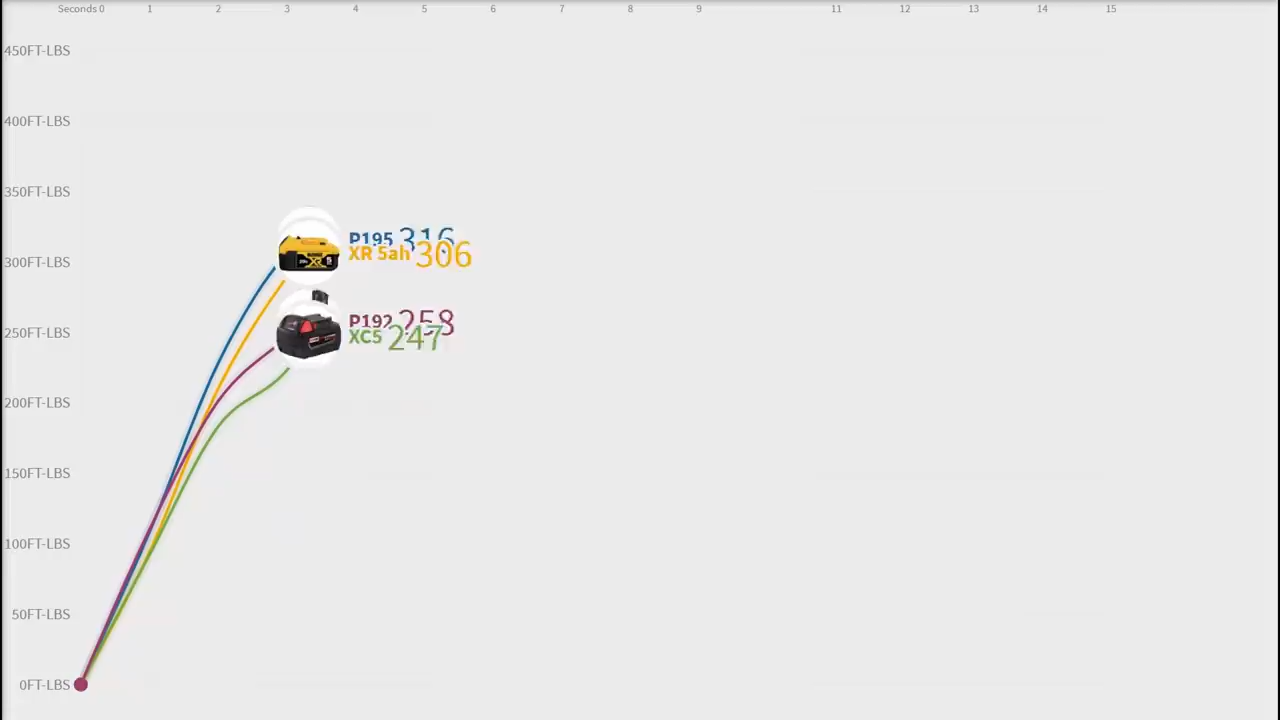 Seconds 0 1 2 3 4 5 6 7 8 9 11 12 13 14 15
450FT-LBS
400FT-LBS
350FT-LBS
P195 316
XR 5ah 306
300FT-LBS
XR
P192 258
XC5 247
250FT-LBS
200FT-LBS
150FT-LBS
100FT-LBS
50FT-LBS
0FT-LBS